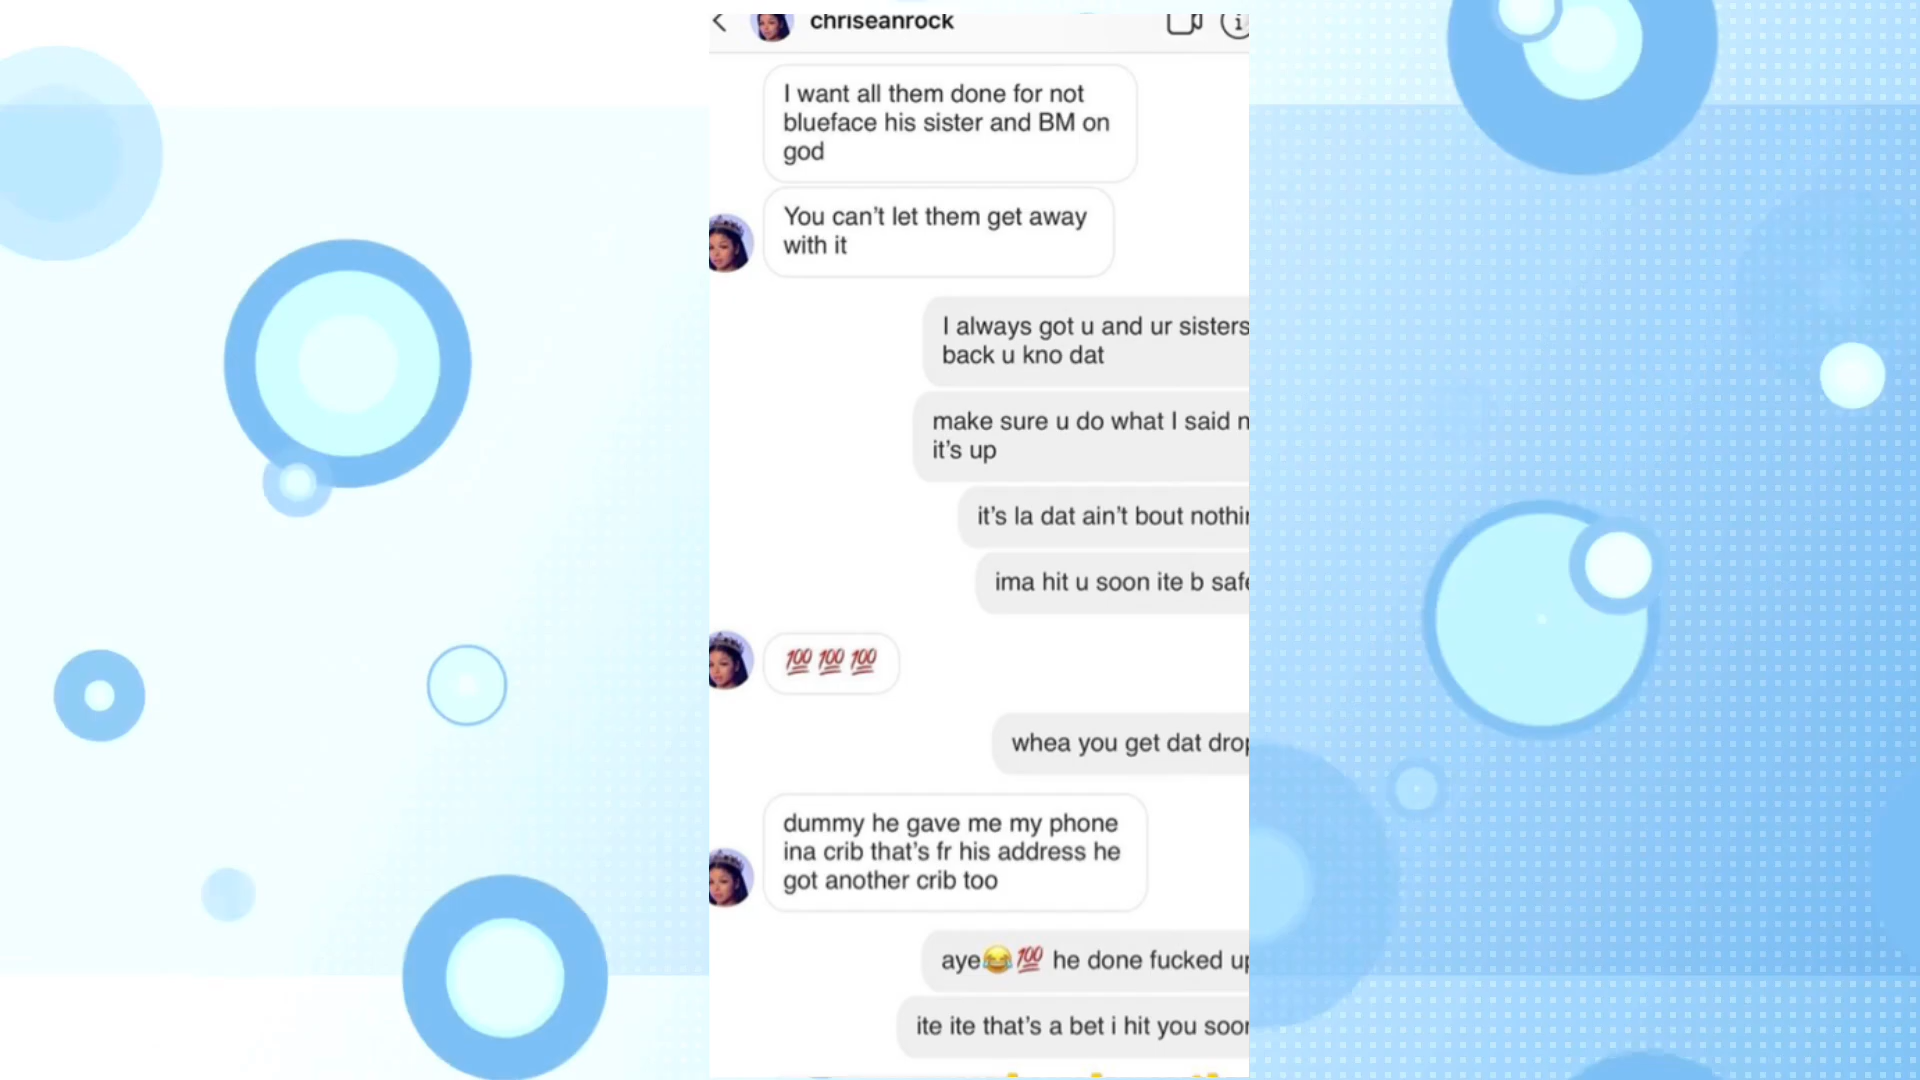 chriseanrock
I want all them done for not
blueface his sister and BM on
god
You can't let them get away
with it
I always got u and ur sisters
back u kno dat
make sure u do what I said
it's up
it's la dat ain't bout
ima hit u soon ite b
💯 💯 💯
whea you get dat
dummy he gave me my phone
ina crib that's fr his address he
got another crib too
aye😂💯 he done fucked
ite ite that's a bet i hit you